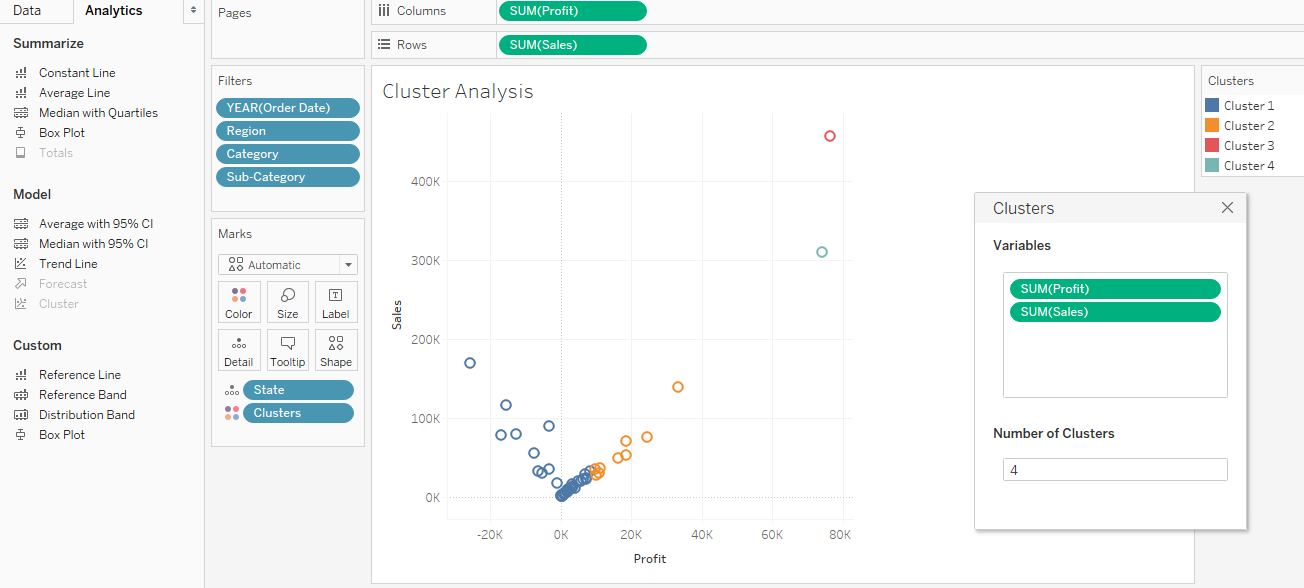 Data
Analytics
Summarize
Constant Line
Average Line
Median with Quartiles
Box Plot
Totals
Model
Average with 95% CI
Median with 95% CI
Trend Line
Forecast
Cluster
Custom
Reference Line
Reference Band
Distribution Band
Box Plot
Pages
Filters
YEAR(Order Date)
Region
Category
Sub-Category
Marks
Automatic
Color
Size
Label
Detail
Tooltip
Shape
State
Clusters
Columns
SUM(Profit)
Rows
SUM(Sales)
Cluster Analysis
Sales
400K
300K
200K
100K
0K
-20K
0K
20K
40K
60K
80K
Profit
Clusters
Cluster 1
Cluster 2
Cluster 3
Cluster 4
Clusters
Variables
SUM(Profit)
SUM(Sales)
Number of Clusters
4